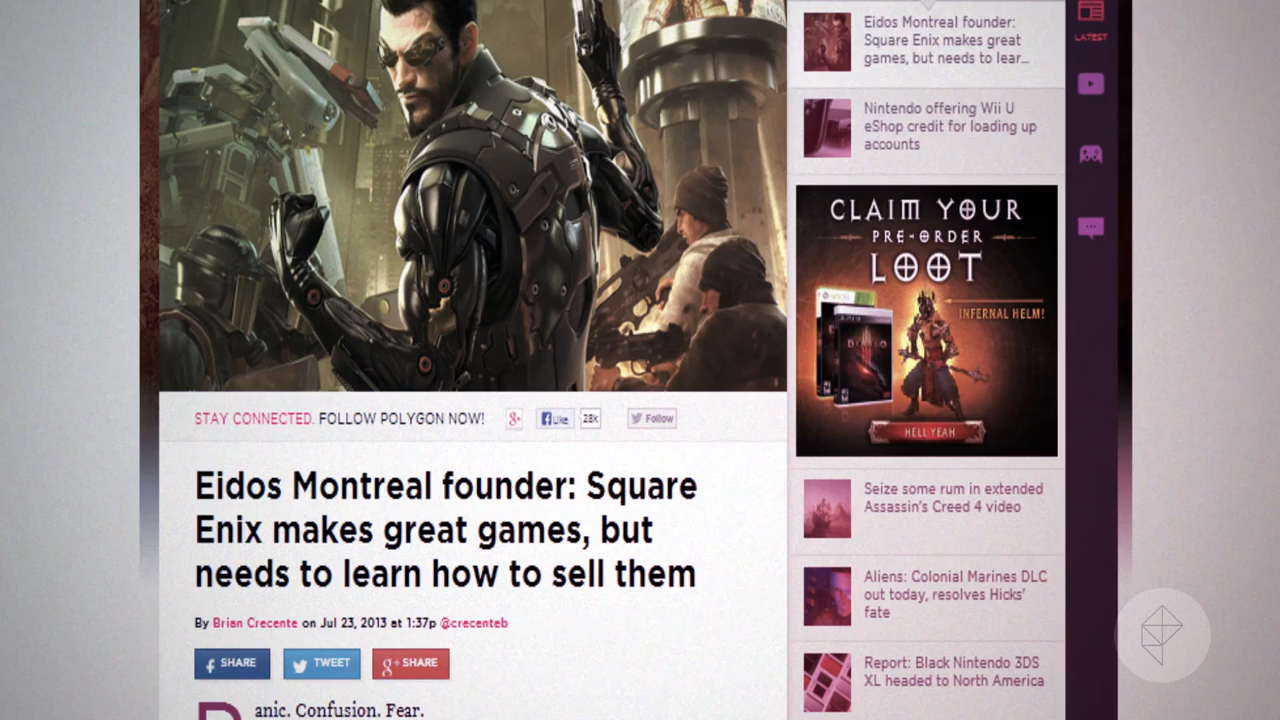 STAY CONNECTED. FOLLOW POLYGON NOW!
Like
28k
Follow
Eidos Montreal founder: Square
Enix makes great games, but
needs to learn how to sell them
By Brian Crecente on Jul 23, 2013 at 1:37p @crecenteb
SHARE
TWEET
g+ SHARE
Panic. Confusion. Fear.
Eidos Montreal founder:
Square Enix makes great
games, but needs to lear...
Nintendo offering Wii U
eShop credit for loading up
accounts
CLAIM YOUR
PRE-ORDER
LOOT
INFERNAL HELM!
DIABLO
HELL YEAH
Seize some rum in extended
Assassin's Creed 4 video
Aliens: Colonial Marines DLC
out today, resolves Hicks'
fate
Report: Black Nintendo 3DS
XL headed to North America
LATEST